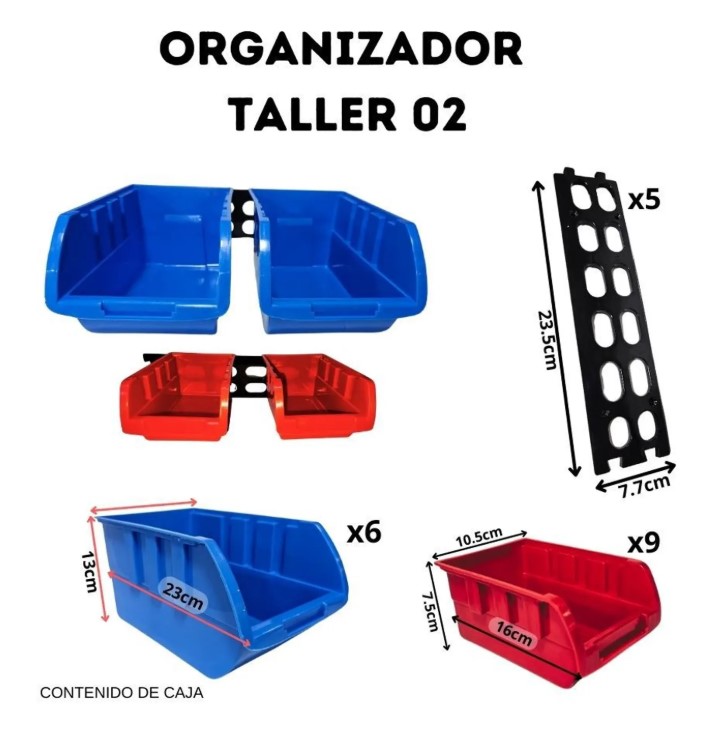 ORGANIZADOR
TALLER 02
x5
23.5cm
7.7cm
x6
13cm
23cm
x9
10.5cm
7.5cm
16cm
CONTENIDO DE CAJA